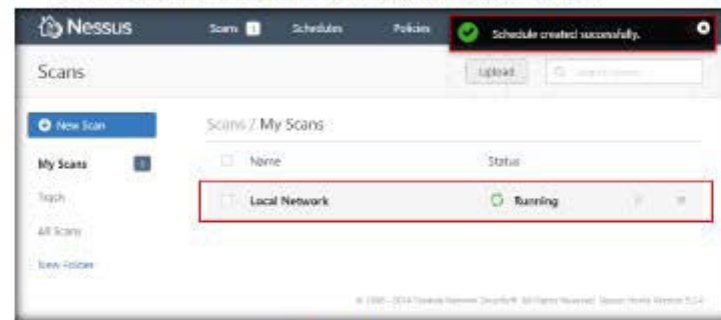 Nessus Scans 1 Schedules Policies Schedule created successfully.
Scans Upload
New Scan Scans / My Scans
My Scans 1 Name Status
Trash
Local Network Running
All Scans
New Folder